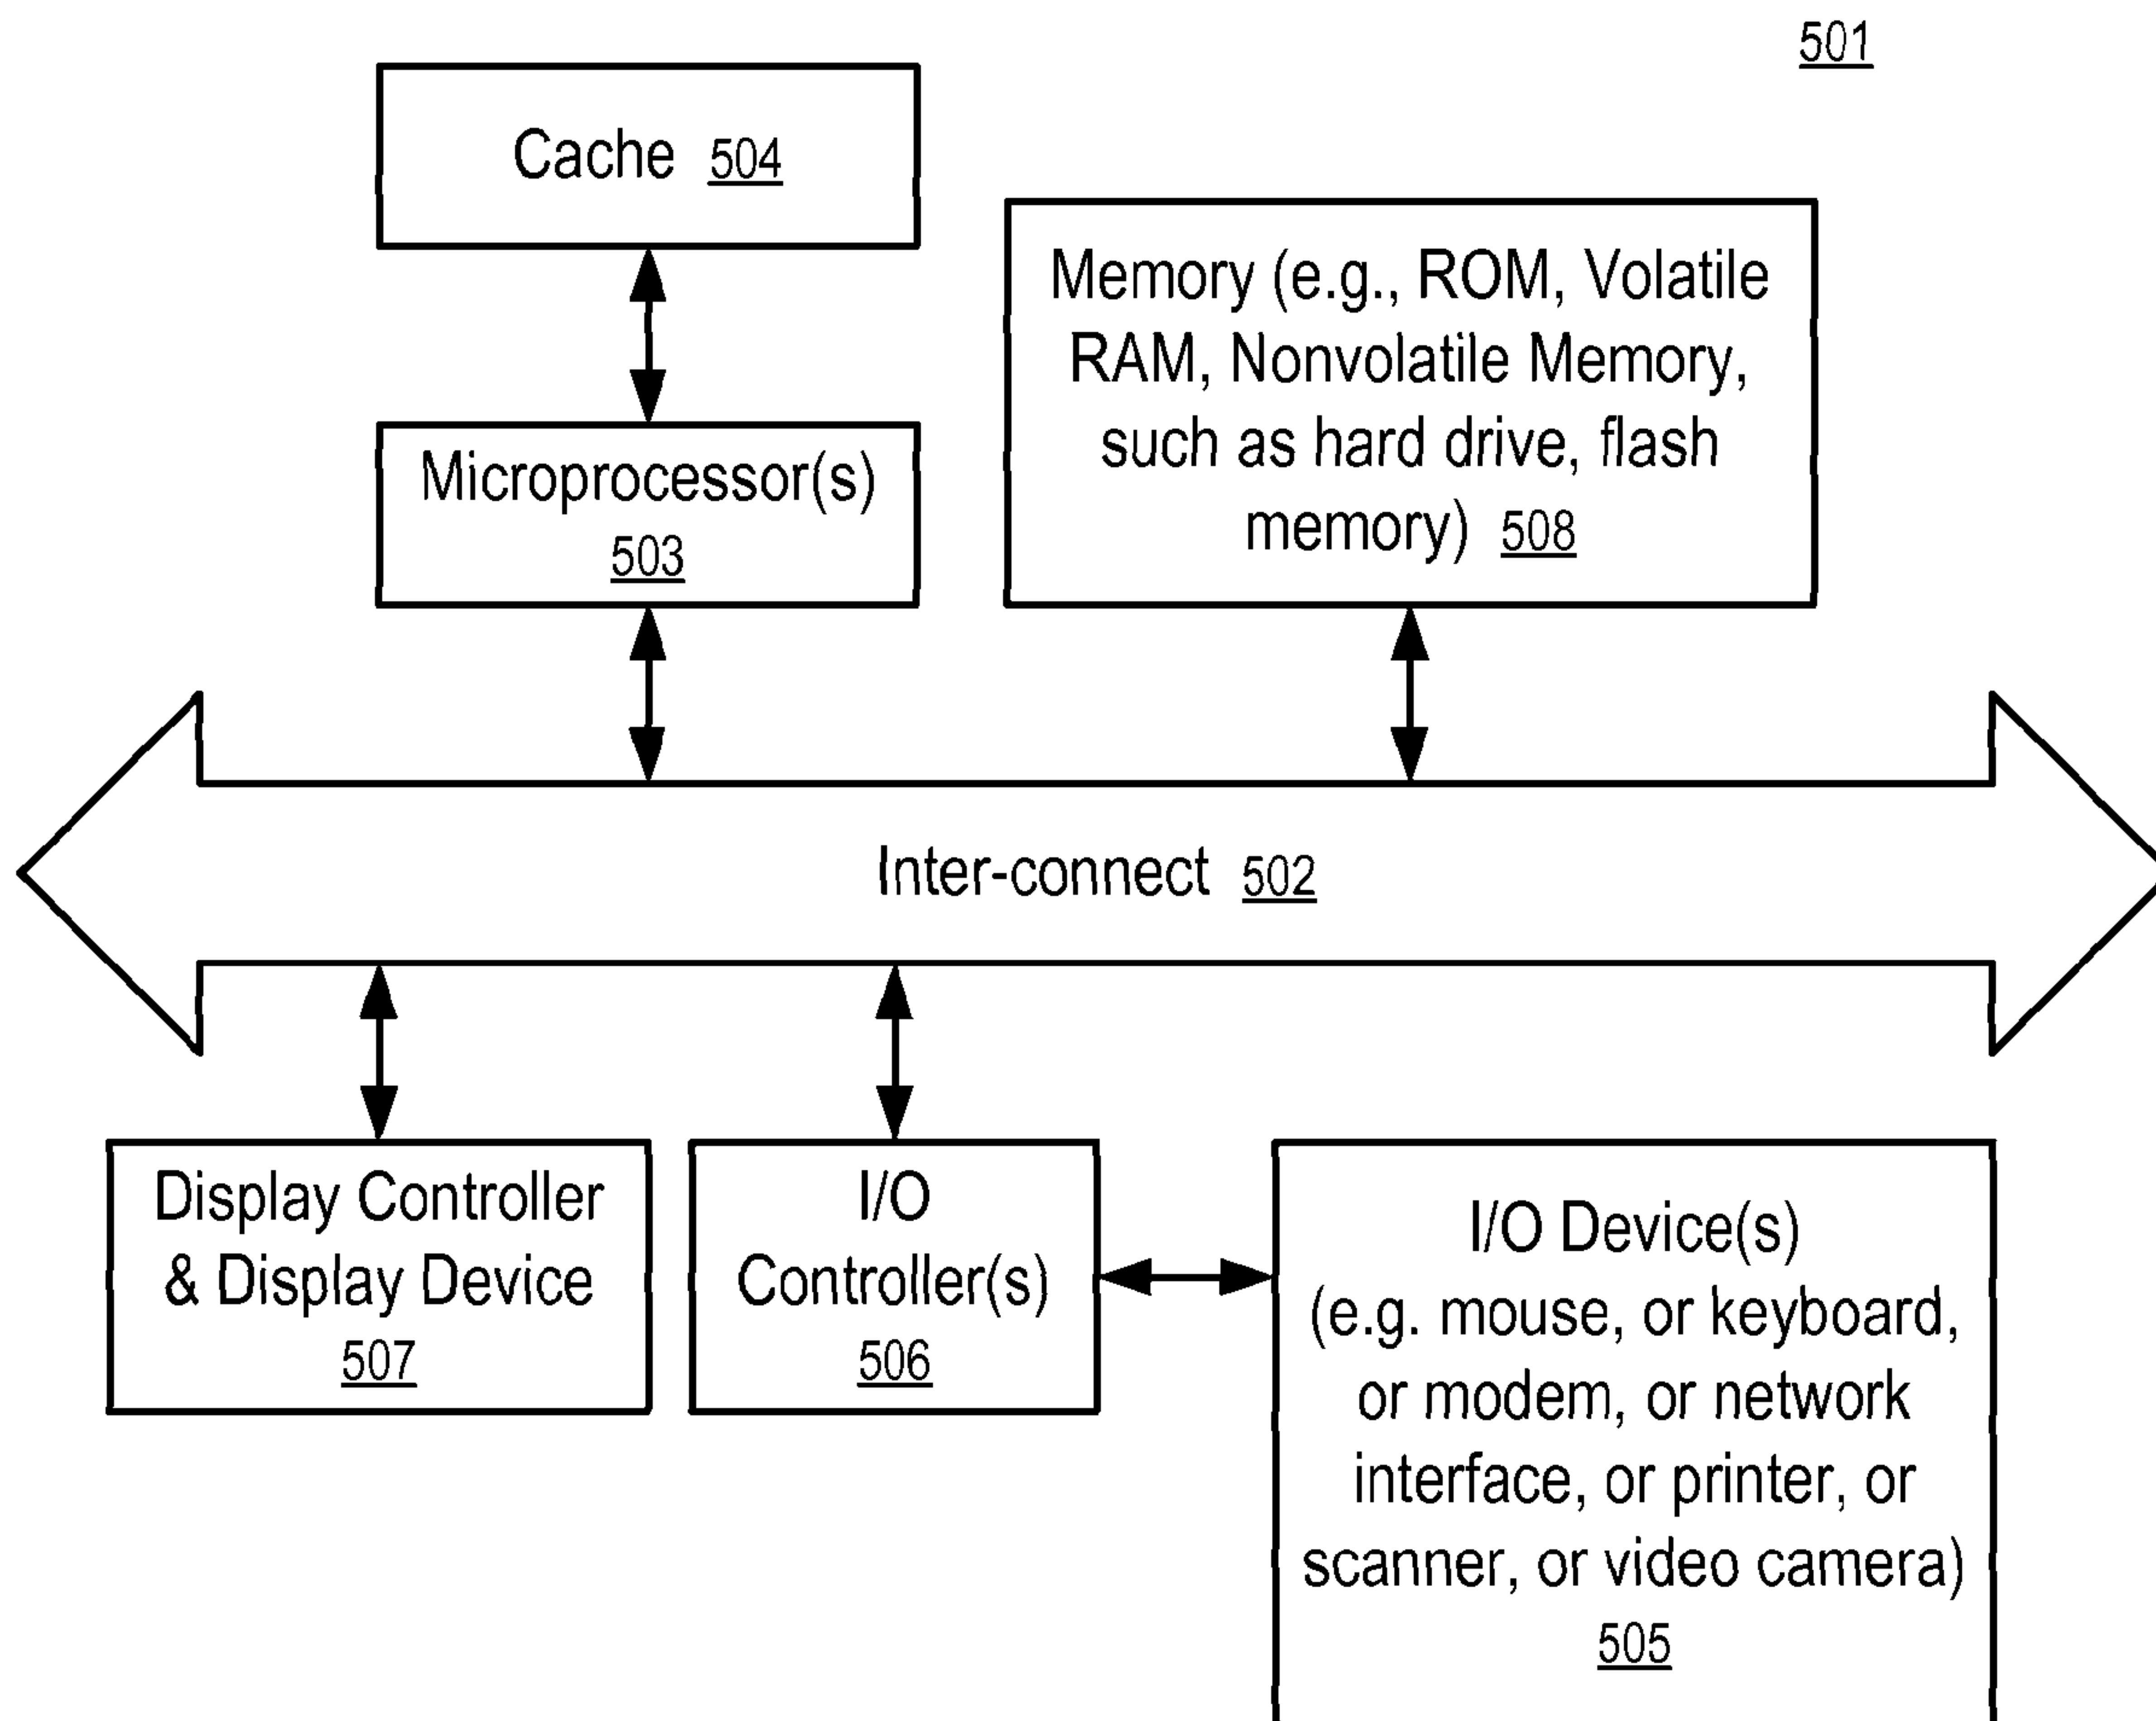 501
Cache 504
Memory (e.g., ROM, Volatile
RAM, Nonvolatile Memory,
such as hard drive, flash
memory) 508
Microprocessor(s)
503
Inter-connect 502
Display Controller
& Display Device
507
I/O
Controller(s)
506
I/O Device(s)
(e.g. mouse, or keyboard,
or modem, or network
interface, or printer, or
scanner, or video camera)
505